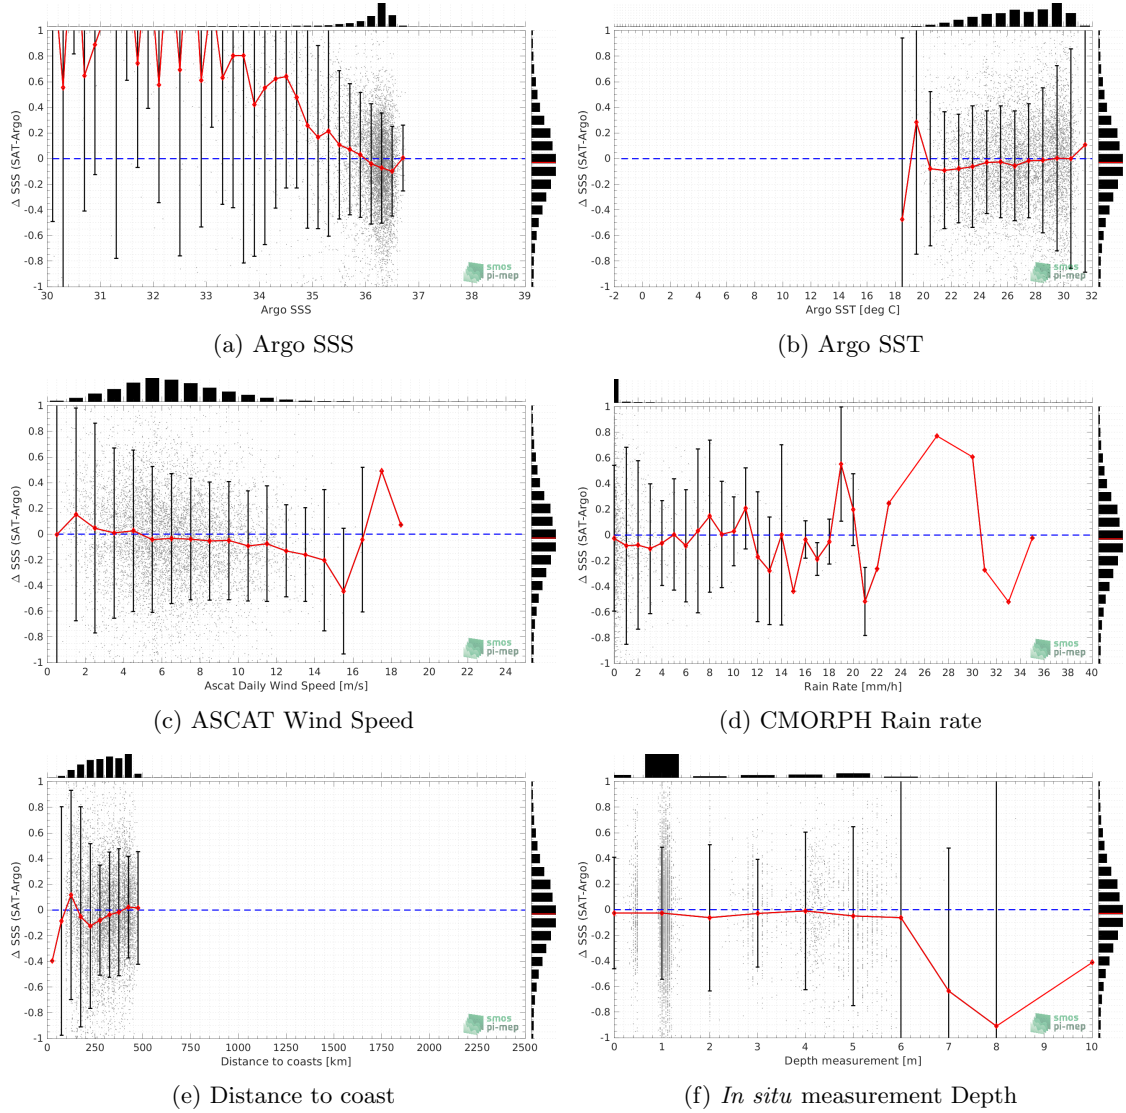 Δ SSS (SAT-Argo)
1
0.8
0.6
0.4
0.2
0
-0.2
-0.4
-0.6
-0.8
-1
smos
pi-mep
30 31 32 33 34 35 36 37 38 39
Argo SSS
(a) Argo SSS
Δ SSS (SAT-Argo)
1
0.8
0.6
0.4
0.2
0
-0.2
-0.4
-0.6
-0.8
-1
smos
pi-mep
-2 0 2 4 6 8 10 12 14 16 18 20 22 24 26 28 30 32
Argo SST [deg C]
(b) Argo SST
Δ SSS (SAT-Argo)
1
0.8
0.6
0.4
0.2
0
-0.2
-0.4
-0.6
-0.8
-1
smos
pi-mep
0 2 4 6 8 10 12 14 16 18 20 22 24
Ascat Daily Wind Speed [m/s]
(c) ASCAT Wind Speed
Δ SSS (SAT-Argo)
1
0.8
0.6
0.4
0.2
0
-0.2
-0.4
-0.6
-0.8
-1
smos
pi-mep
0 2 4 6 8 10 12 14 16 18 20 22 24 26 28 30 32 34 36 38 40
Rain Rate [mm/h]
(d) CMORPH Rain rate
Δ SSS (SAT-Argo)
1
0.8
0.6
0.4
0.2
0
-0.2
-0.4
-0.6
-0.8
-1
smos
pi-mep
0 250 500 750 1000 1250 1500 1750 2000 2250 2500
Distance to coasts [km]
(e) Distance to coast
Δ SSS (SAT-Argo)
1
0.8
0.6
0.4
0.2
0
-0.2
-0.4
-0.6
-0.8
-1
smos
pi-mep
0 1 2 3 4 5 6 7 8 9 10
Depth measurement [m]
(f) In situ measurement Depth